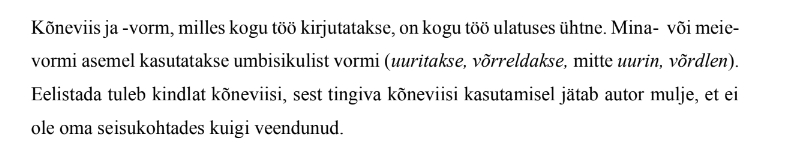 Kõneviis ja -vorm, milles kogu töö kirjutatakse, on kogu töö ulatuses ühtne. Mina- või meie-
vormi asemel kasutatakse umbisikulist vormi (uuritakse, võrreldakse, mitte uurin, võrdlen).
Eelistada tuleb kindlat kõneviisi, sest tingiva kõneviisi kasutamisel jätab autor mulje, et ei
ole oma seisukohtades kuigi veendunud.